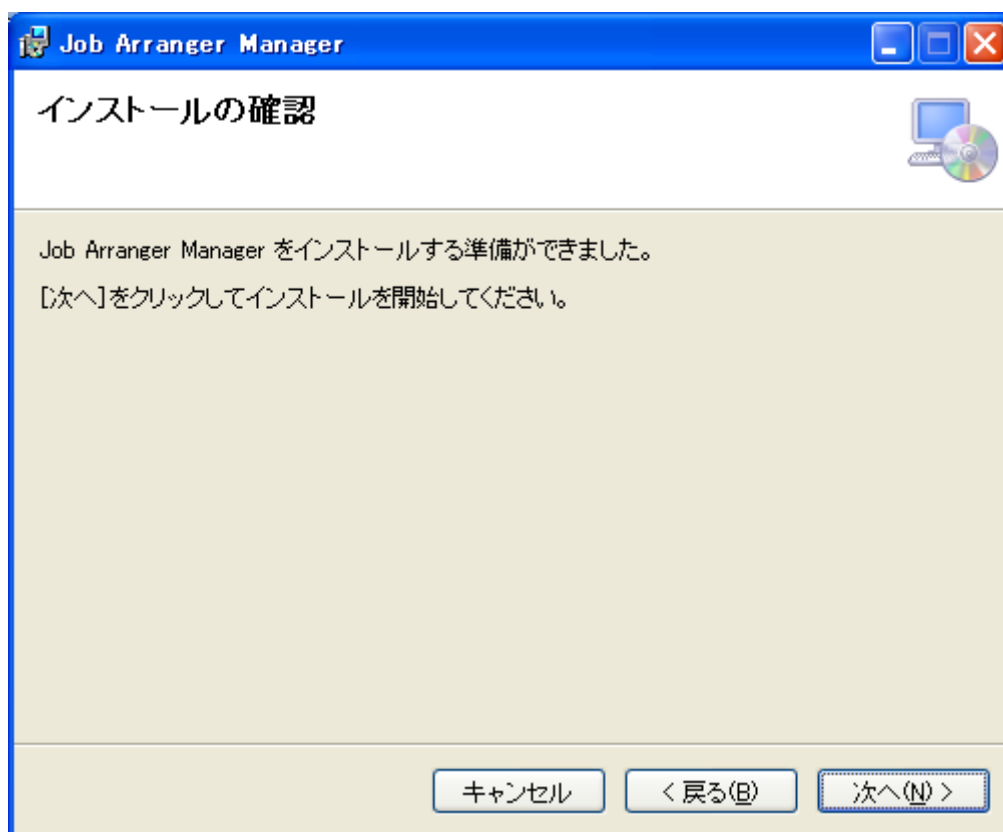 Job Arranger Manager
インストールの確認
Job Arranger Manager をインストールする準備ができました。
[次へ]をクリックしてインストールを開始してください。
キャンセル
< 戻る(B)
次へ(N) >